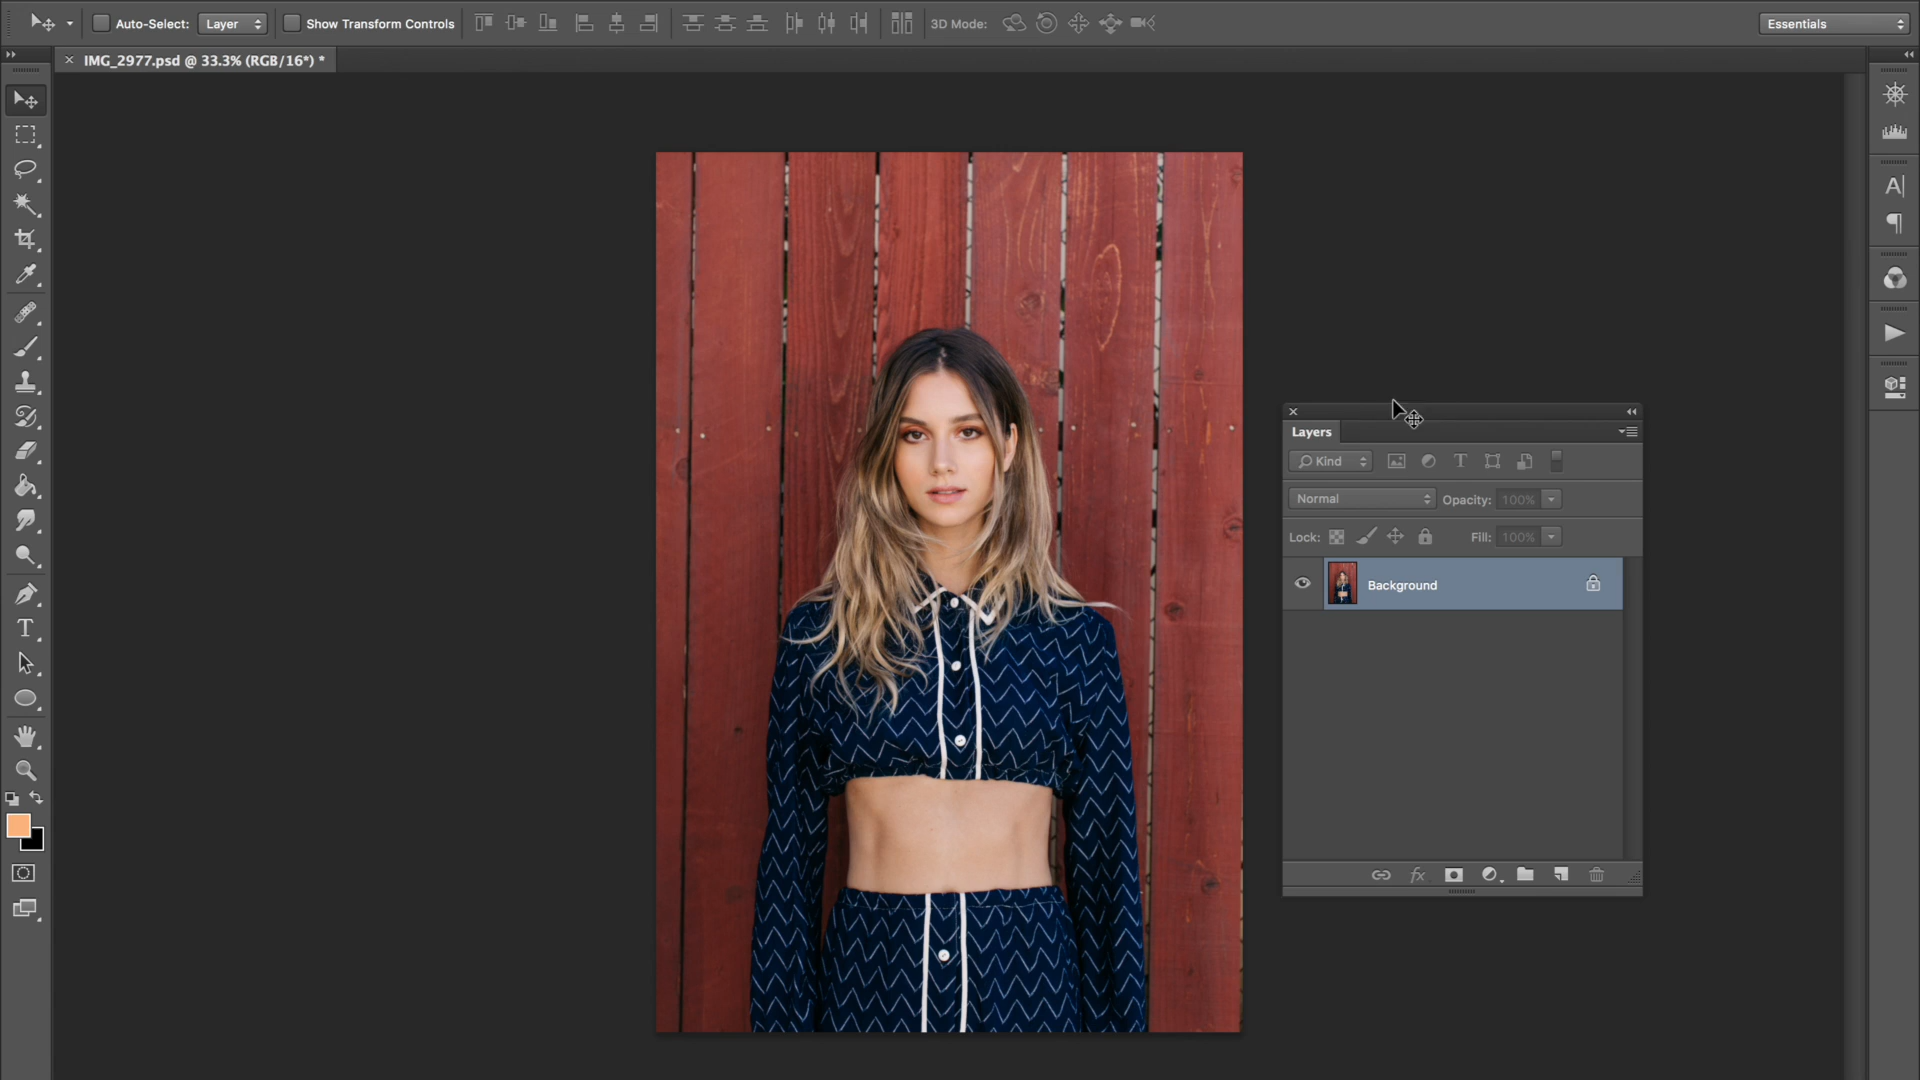 Auto-Select: Layer Show Transform Controls 3D Mode: Essentials
IMG_2977.psd @ 33.3% (RGB/16*) *
Layers
Kind
Normal Opacity: 100%
Lock: Fill: 100%
Background